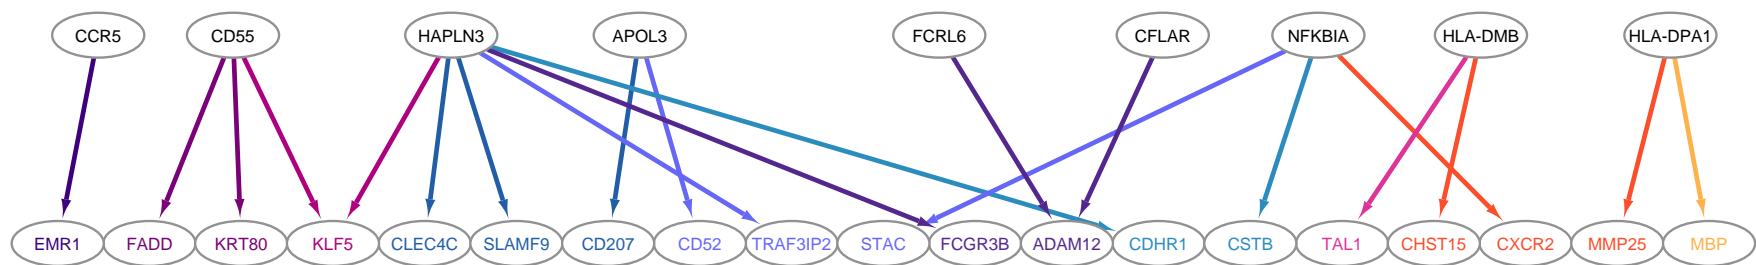 CCR5 CD55 HAPLN3 APOL3 FCRL6 CFLAR NFKBIA HLA-DMB HLA-DPA1
EMR1 FADD KRT80 KLF5 CLEC4C SLAMF9 CD207 CD52 TRAF3IP2 STAC FCGR3B ADAM12 CDHR1 CSTB TAL1 CHST15 CXCR2 MMP25 MBP